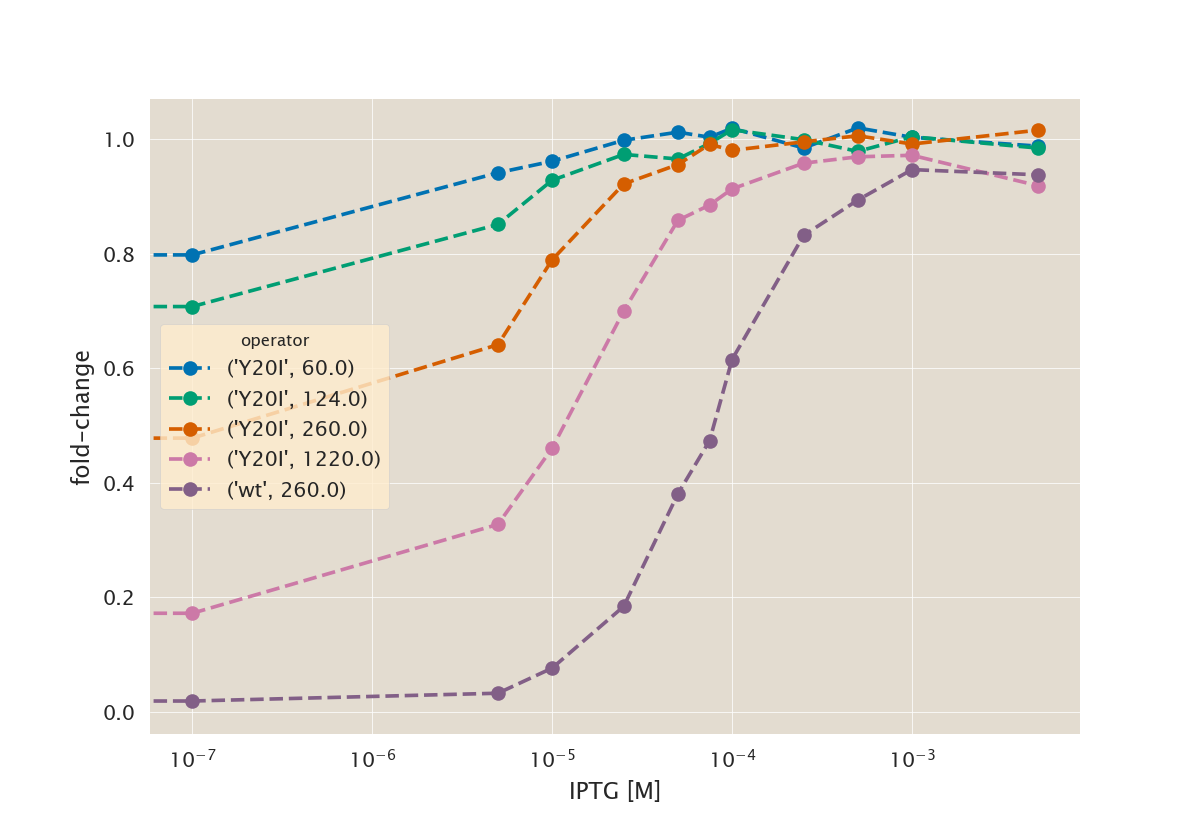 1.0
0.8
0.6
0.4
0.2
0.0
fold-change
operator
('Y20I', 60.0)
('Y20I', 124.0)
('Y20I', 260.0)
('Y20I', 1220.0)
('wt', 260.0)
10⁻⁷ 10⁻⁶ 10⁻⁵ 10⁻⁴ 10⁻³
IPTG [M]